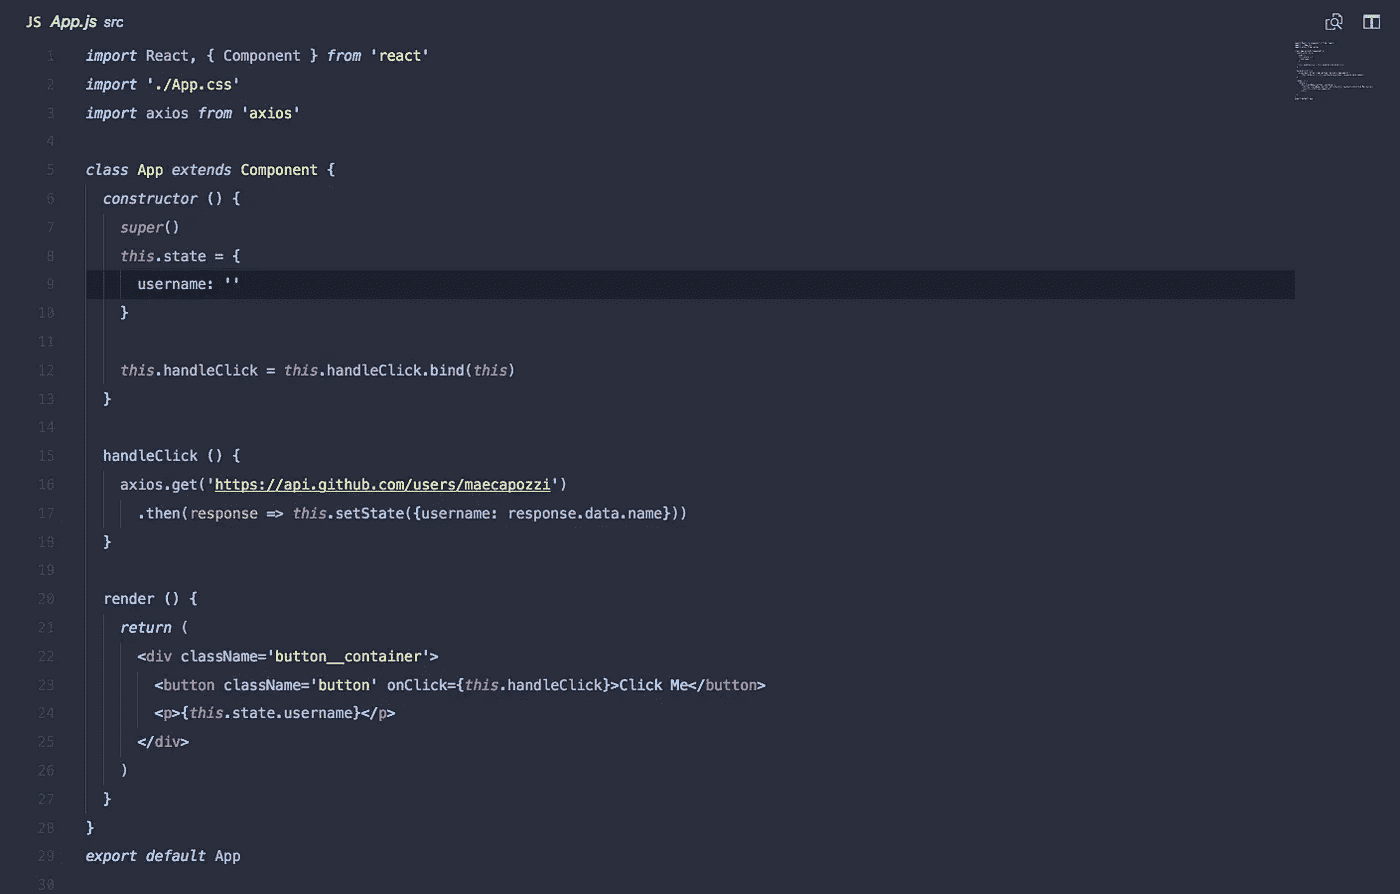 JS App.js src
1 import React, { Component } from 'react'
2 import './App.css'
3 import axios from 'axios'
4
5 class App extends Component {
6 constructor () {
7 super()
8 this.state = {
9 username: ''
10 }
11
12 this.handleClick = this.handleClick.bind(this)
13 }
14
15 handleClick () {
16 axios.get('https://api.github.com/users/maecapozzi')
17 .then(response => this.setState({username: response.data.name}))
18 }
19
20 render () {
21 return (
22 <div className='button__container'>
23 <button className='button' onClick={this.handleClick}>Click Me</button>
24 <p>{this.state.username}</p>
25 </div>
26 )
27 }
28 }
29 export default App
30